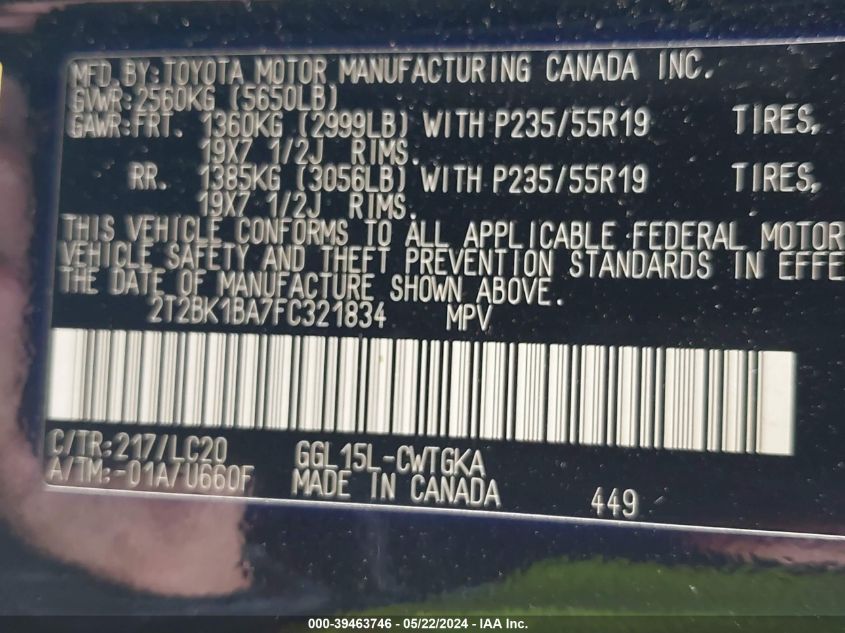 MFD. BY: TOYOTA MOTOR MANUFACTURING CANADA INC.
GVWR: 2560KG (5650LB)
GAWR: FRT. 1360KG (2999LB) WITH P235/55R19 TIRES,
19X7 1/2J RIMS.
RR. 1385KG (3056LB) WITH P235/55R19 TIRES,
19X7 1/2J RIMS.
THIS VEHICLE CONFORMS TO ALL APPLICABLE FEDERAL MOTOR
VEHICLE SAFETY AND THEFT PREVENTION STANDARDS IN EFFE
THE DATE OF MANUFACTURE SHOWN ABOVE.
2T2BK1BA7FC321834 MPV
C/TR: 217/LC20 GGL15L-CWTGKA
A/TM: -01A/U660F MADE IN CANADA 449
000-39463746 - 05/22/2024 - IAA Inc.